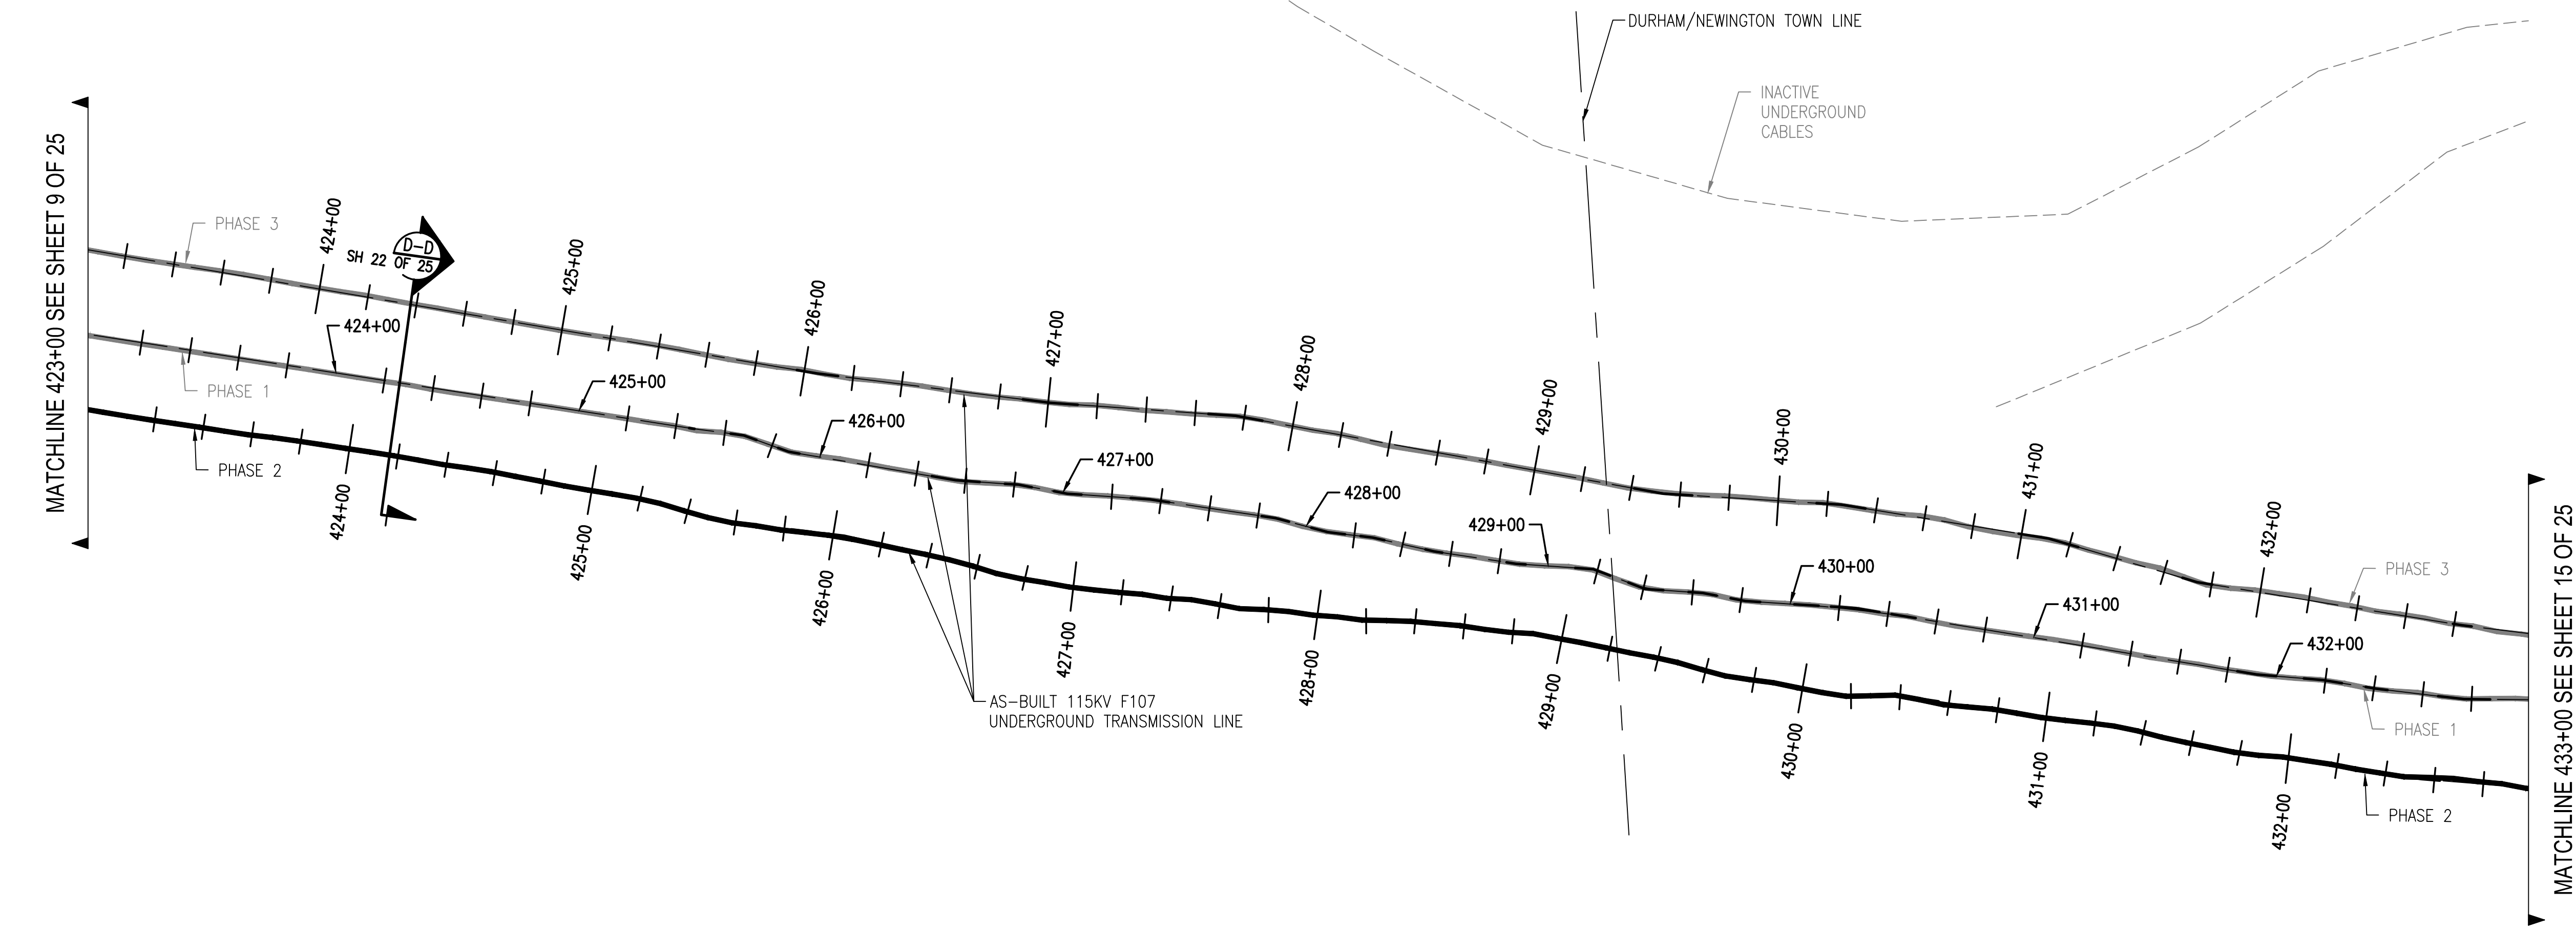 DURHAM/NEWINGTON TOWN LINE
INACTIVE
UNDERGROUND
CABLES
MATCHLINE 423+00 SEE SHEET 9 OF 25
PHASE 3
424+00
D-D
SH 22 OF 25
425+00
426+00
427+00
428+00
429+00
430+00
431+00
432+00
PHASE 3
PHASE 1
424+00
425+00
426+00
427+00
428+00
429+00
430+00
431+00
432+00
PHASE 1
PHASE 2
424+00
425+00
426+00
427+00
428+00
429+00
430+00
431+00
432+00
PHASE 2
AS-BUILT 115KV F107
UNDERGROUND TRANSMISSION LINE
MATCHLINE 433+00 SEE SHEET 15 OF 25